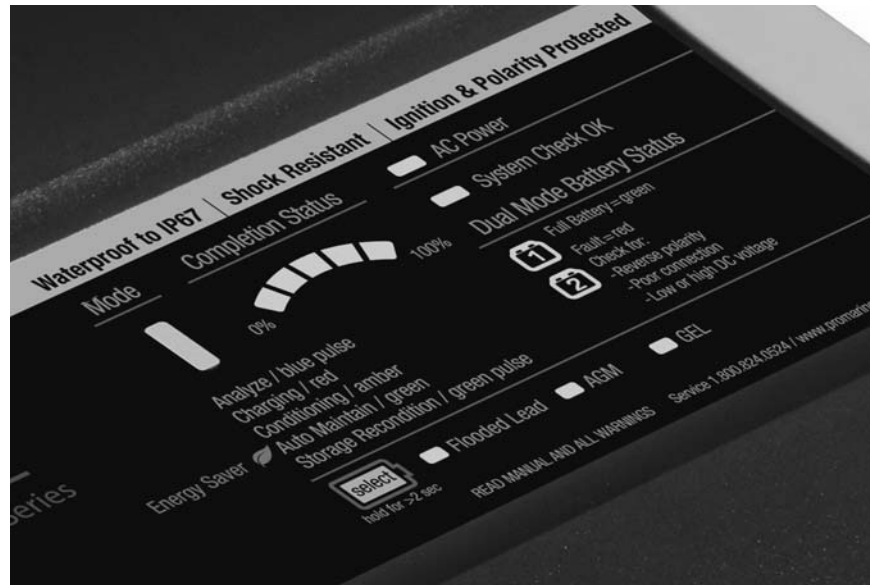 Waterproof to IP67 | Shock Resistant | Ignition & Polarity Protected
Mode
Completion Status
0%
100%
AC Power
System Check OK
Dual Mode Battery Status
1
Full Battery = green
2
Fault = red
Check for:
-Reverse polarity
-Poor connection
-Low or high DC voltage
Analyze / blue pulse
Charging / red
Conditioning / amber
Energy Saver Auto Maintain / green
Storage Recondition / green pulse
select
hold for >2 sec
Flooded Lead
AGM
GEL
READ MANUAL AND ALL WARNINGS
Service 1.800.824.0524 / www.promarin
eries